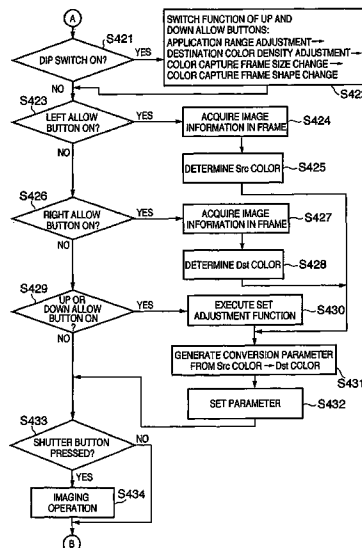 A
S421
DIP SWITCH ON?
YES
NO
SWITCH FUNCTION OF UP AND
DOWN ALLOW BUTTONS:
APPLICATION RANGE ADJUSTMENT→
DESTINATION COLOR DENSITY ADJUSTMENT→
COLOR CAPTURE FRAME SIZE CHANGE→
COLOR CAPTURE FRAME SHAPE CHANGE
S422
S423
LEFT ALLOW
BUTTON ON?
YES
NO
ACQUIRE IMAGE
INFORMATION IN FRAME
S424
DETERMINE Src COLOR
S425
S426
RIGHT ALLOW
BUTTON ON?
YES
NO
ACQUIRE IMAGE
INFORMATION IN FRAME
S427
DETERMINE Dst COLOR
S428
S429
UP OR
DOWN ALLOW
BUTTON ON
?
YES
NO
EXECUTE SET
ADJUSTMENT FUNCTION
S430
GENERATE CONVERSION PARAMETER
FROM Src COLOR→Dst COLOR
S431
SET PARAMETER
S432
S433
SHUTTER BUTTON
PRESSED?
NO
YES
IMAGING
OPERATION
S434
B